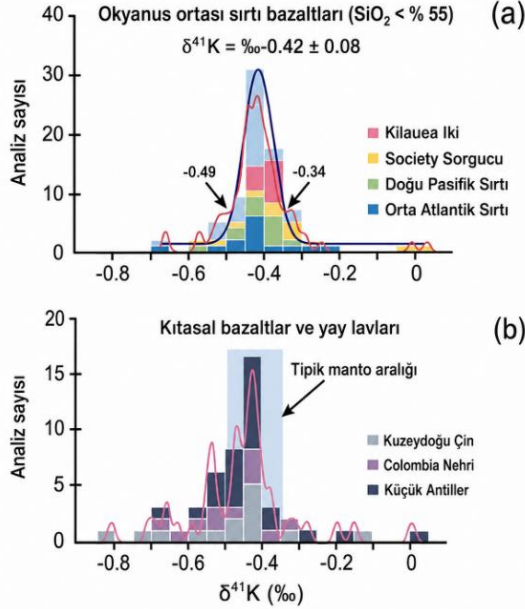 Okyanus ortası sırtı bazaltları (SiO₂ < % 55)
(a)
δ⁴¹K = ‰-0.42 ± 0.08
Analiz sayısı
40
30
20
10
0
-0.49
-0.34
Kilauea Iki
Society Sorgucu
Doğu Pasifik Sırtı
Orta Atlantik Sırtı
-0.8
-0.6
-0.4
-0.2
0
Kıtasal bazaltlar ve yay lavları
(b)
Analiz sayısı
20
15
10
5
0
Tipik manto aralığı
Kuzeydoğu Çin
Colombia Nehri
Küçük Antiller
-0.8
-0.6
-0.4
-0.2
0
δ⁴¹K (‰)